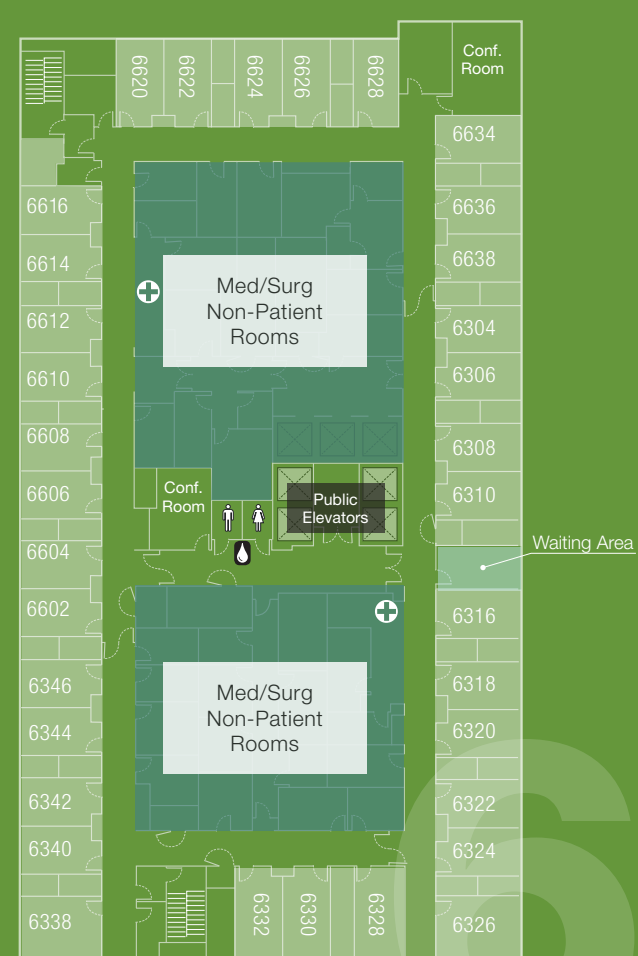 6620
6622
6624
6626
6628
Conf.
Room
6634
6616
6636
6614
6638
Med/Surg
Non-Patient
Rooms
6612
6304
6610
6306
6608
6308
6606
Conf.
Room
Public
Elevators
6310
6604
Waiting Area
6602
6316
6346
Med/Surg
Non-Patient
Rooms
6318
6344
6320
6342
6322
6340
6324
6338
6332
6330
6328
6326
6